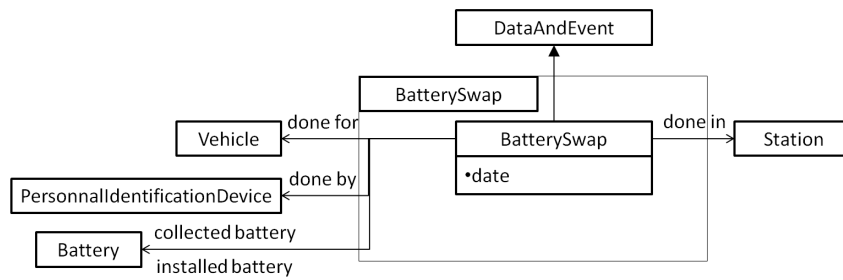 DataAndEvent
BatterySwap
done for
Vehicle
BatterySwap
done in
Station
•date
done by
PersonnalIdentificationDevice
collected battery
Battery
installed battery